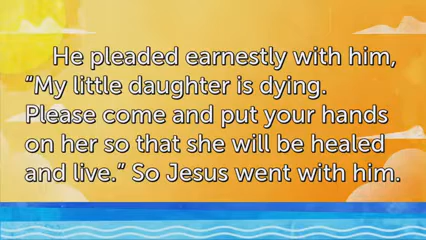 He pleaded earnestly with him,
“My little daughter is dying.
Please come and put your hands
on her so that she will be healed
and live.” So Jesus went with him.